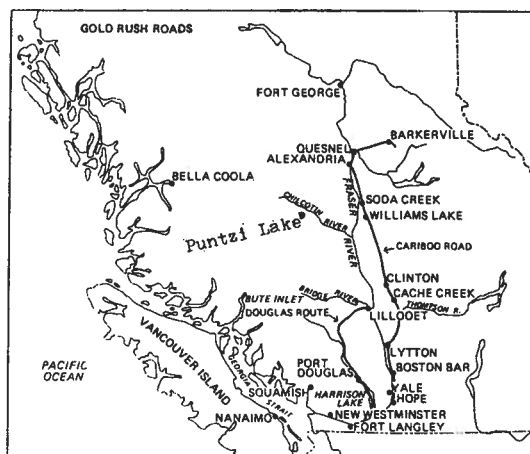 GOLD RUSH ROADS
FORT GEORGE
BARKERVILLE
QUESNEL
ALEXANDRIA
BELLA COOLA
FRASER
RIVER
SODA CREEK
WILLIAMS LAKE
CHILCOTIN RIVER
Puntzi Lake
CARIBOO ROAD
CLINTON
CACHE CREEK
THOMPSON R.
BRIDGE RIVER
BUTE INLET
DOUGLAS ROUTE
LILLOOET
LYTTON
BOSTON BAR
VANCOUVER ISLAND
GEORGIA
STRAIT
PACIFIC
OCEAN
PORT
DOUGLAS
HARRISON
LAKE
YALE
HOPE
SQUAMISH
NANAIMO
NEW WESTMINSTER
FORT LANGLEY